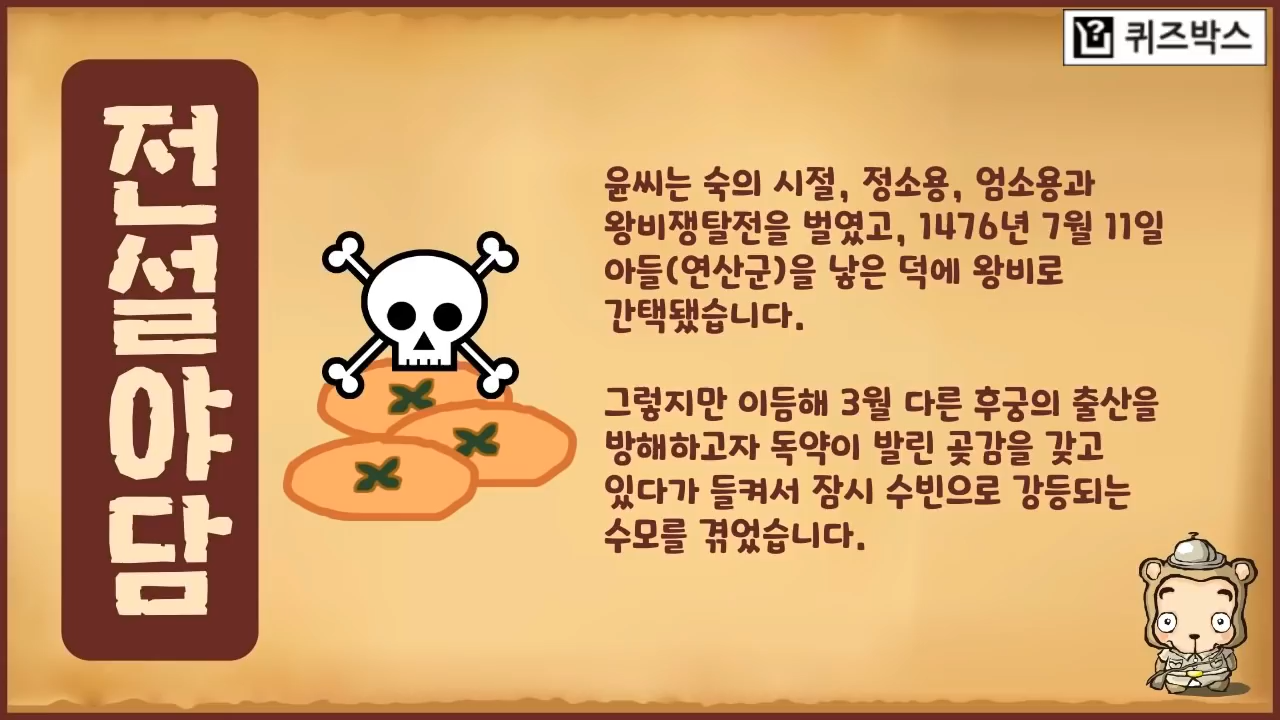 퀴즈박스
전설야담
윤씨는 숙의 시절, 정소용, 엄소용과
왕비쟁탈전을 벌였고, 1476년 7월 11일
아들(연산군)을 낳은 덕에 왕비로
간택됐습니다.
그렇지만 이듬해 3월 다른 후궁의 출산을
방해하고자 독약이 발린 곶감을 갖고
있다가 들켜서 잠시 수빈으로 강등되는
수모를 겪었습니다.